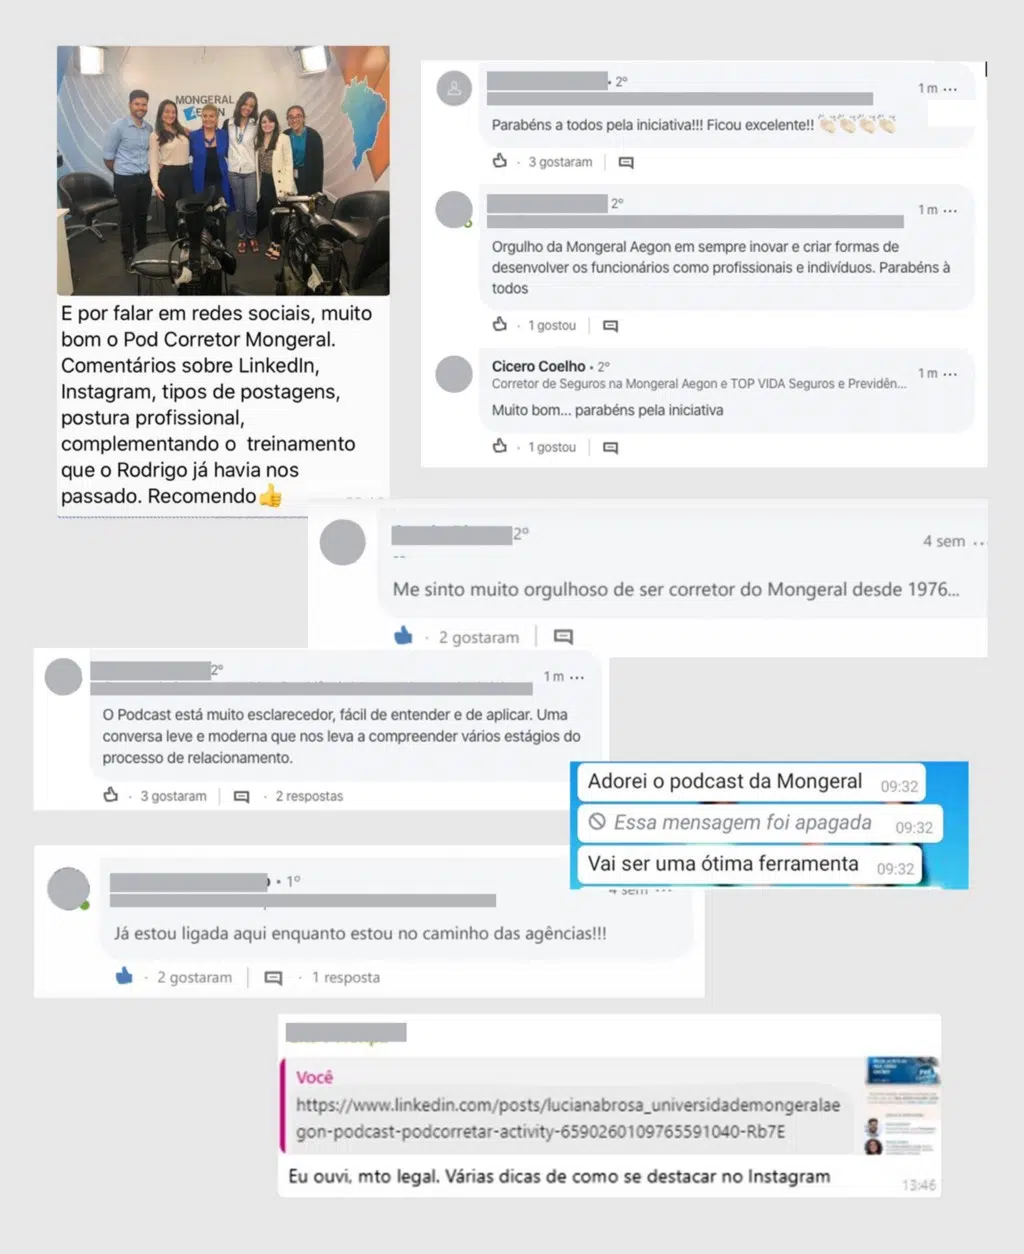 MONGERAL
AEGON
E por falar em redes sociais, muito
bom o Pod Corretor Mongeral.
Comentários sobre LinkedIn,
Instagram, tipos de postagens,
postura profissional,
complementando o  treinamento
que o Rodrigo já havia nos
passado. Recomendo👍
• 2º
1 m ...
Parabéns a todos pela iniciativa!!! Ficou excelente!! 👏🏻👏🏻👏🏻👏🏻
· 3 gostaram
2º
1 m ...
Orgulho da Mongeral Aegon em sempre inovar e criar formas de
desenvolver os funcionários como profissionais e indivíduos. Parabéns à
todos
· 1 gostou
Cicero Coelho • 2º
1 m ...
Corretor de Seguros na Mongeral Aegon e TOP VIDA Seguros e Previdên...
Muito bom... parabéns pela iniciativa
· 1 gostou
2º
4 sem ...
Me sinto muito orgulhoso de ser corretor do Mongeral desde 1976...
· 2 gostaram
2º
1 m ...
O Podcast está muito esclarecedor, fácil de entender e de aplicar. Uma
conversa leve e moderna que nos leva a compreender vários estágios do
processo de relacionamento.
· 3 gostaram
· 2 respostas
Adorei o podcast da Mongeral 09:32
Essa mensagem foi apagada 09:32
Vai ser uma ótima ferramenta 09:32
• 1º
4 sem ...
Já estou ligada aqui enquanto estou no caminho das agências!!!
· 2 gostaram
· 1 resposta
Você
https://www.linkedin.com/posts/lucianabrosa_universidademongeralae
gon-podcast-podcorretar-activity-6590260109765591040-Rb7E
Eu ouvi, mto legal. Várias dicas de como se destacar no Instagram
13:46